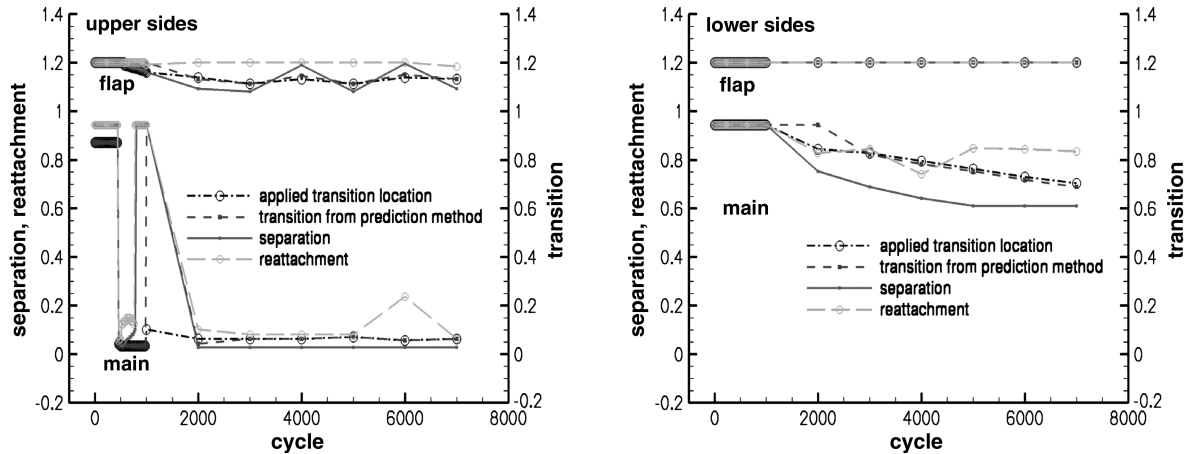 upper sides
flap
main
applied transition location
transition from prediction method
separation
reattachment
separation, reattachment
transition
cycle
1.4
1.2
1
0.8
0.6
0.4
0.2
0
-0.2
1.4
1.2
1.0
0.8
0.6
0.4
0.2
0
-0.2
0
2000
4000
6000
8000
lower sides
flap
main
applied transition location
transition from prediction method
separation
reattachment
separation, reattachment
transition
cycle
1.4
1.2
1
0.8
0.6
0.4
0.2
0
-0.2
1.4
1.2
1.0
0.8
0.6
0.4
0.2
0
-0.2
0
2000
4000
6000
8000